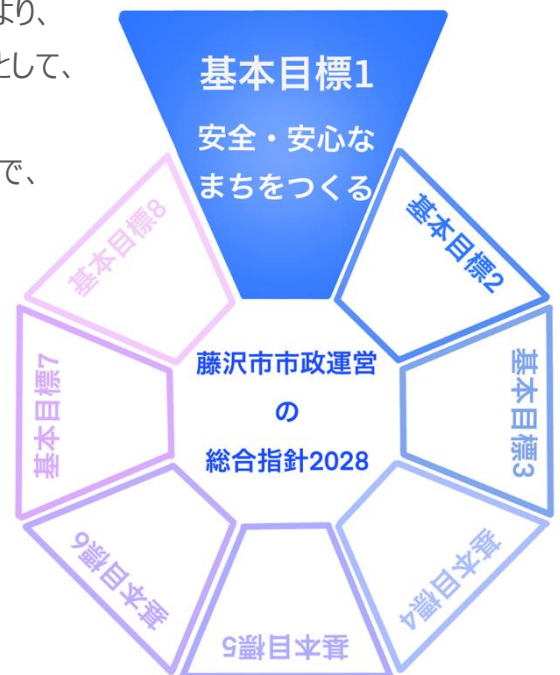 より、
として、
で、
基本目標1
安全・安心な
まちをつくる
基本目標2
基本目標3
基本目標4
基本目標5
基本目標6
基本目標7
基本目標8
藤沢市市政運営
の
総合指針2028